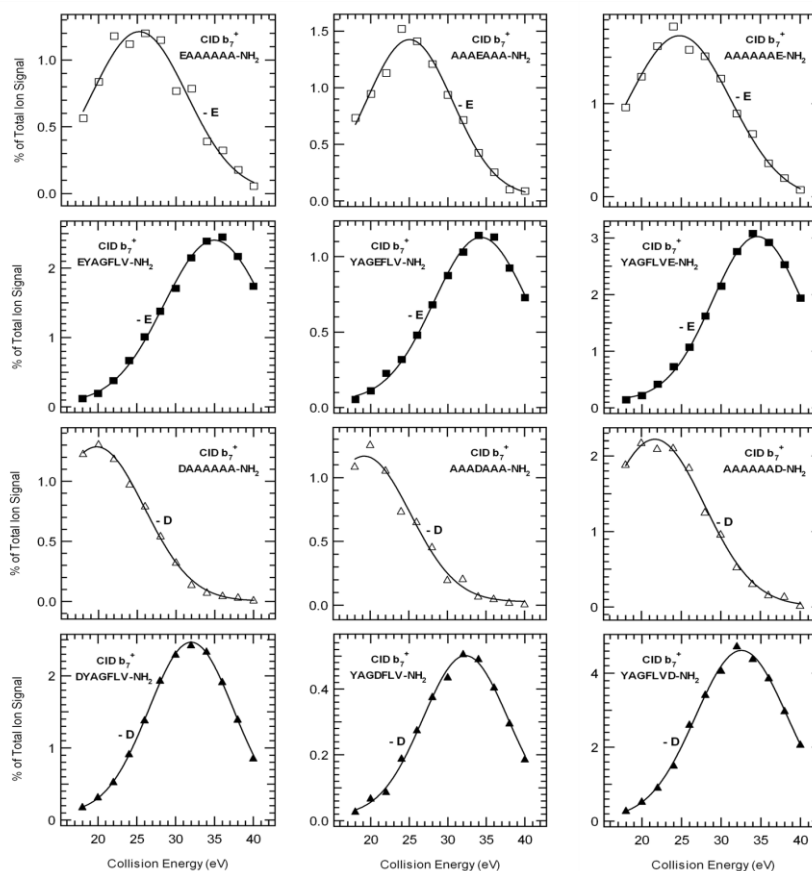 CID b7+
EAAAAAA-NH2
- E
% of Total Ion Signal
1.0
0.5
0.0
CID b7+
AAAEAAA-NH2
- E
1.5
1.0
0.5
0.0
CID b7+
AAAAAAE-NH2
- E
1
0
CID b7+
EYAGFLV-NH2
- E
% of Total Ion Signal
2
1
0
CID b7+
YAGEFLV-NH2
- E
1.0
0.5
0.0
CID b7+
YAGFLVE-NH2
- E
3
2
1
0
CID b7+
DAAAAAA-NH2
- D
% of Total Ion Signal
1.0
0.5
0.0
CID b7+
AAADAAA-NH2
- D
1.0
0.5
0.0
CID b7+
AAAAAAD-NH2
- D
2
1
0
CID b7+
DYAGFLV-NH2
- D
% of Total Ion Signal
2
1
0
20 25 30 35 40
Collision Energy (eV)
CID b7+
YAGDFLV-NH2
- D
0.4
0.2
0.0
20 25 30 35 40
Collision Energy (eV)
CID b7+
YAGFLVD-NH2
- D
4
2
0
20 25 30 35 40
Collision Energy (eV)